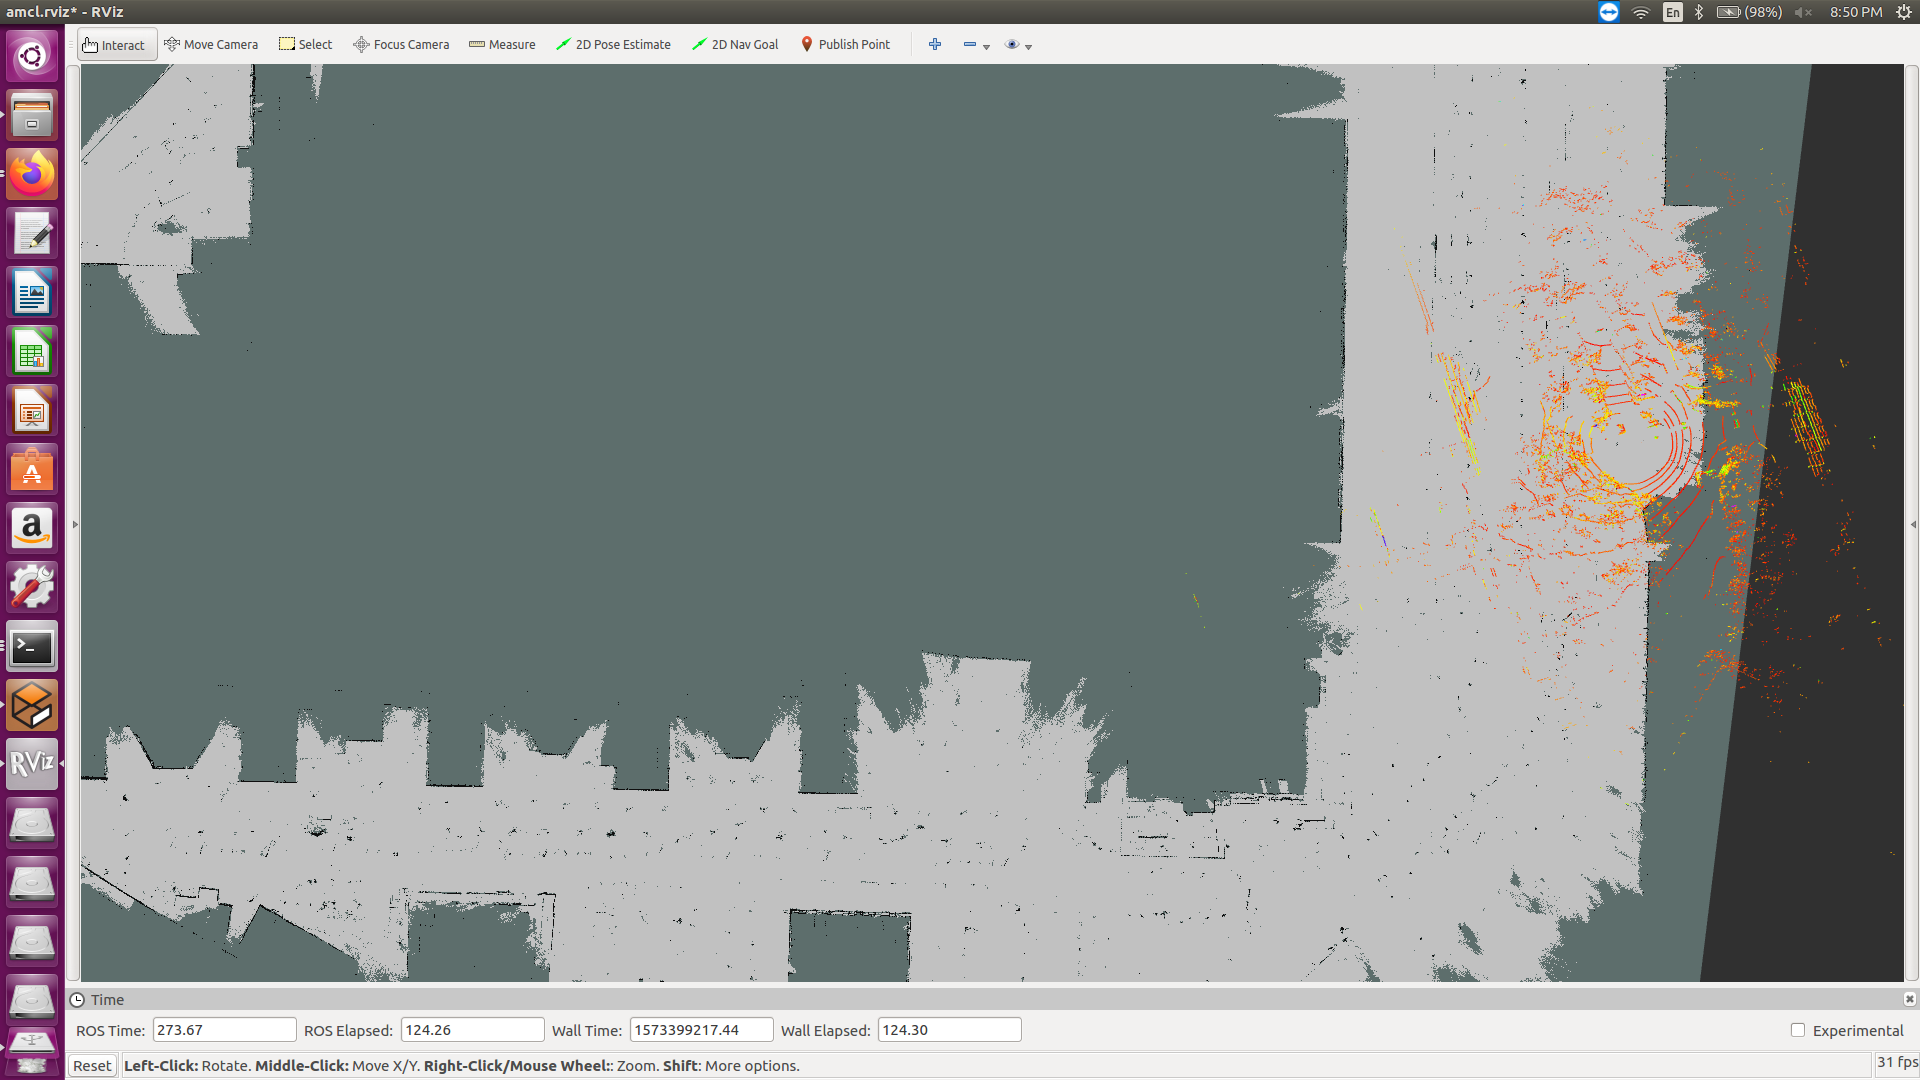 amcl.rviz* - RViz
En (98%) 8:50 PM
Interact Move Camera Select Focus Camera Measure 2D Pose Estimate 2D Nav Goal Publish Point
a
RViz
Time
ROS Time: 273.67 ROS Elapsed: 124.26 Wall Time: 1573399217.44 Wall Elapsed: 124.30 Experimental
Reset Left-Click: Rotate. Middle-Click: Move X/Y. Right-Click/Mouse Wheel:: Zoom. Shift: More options. 31 fps